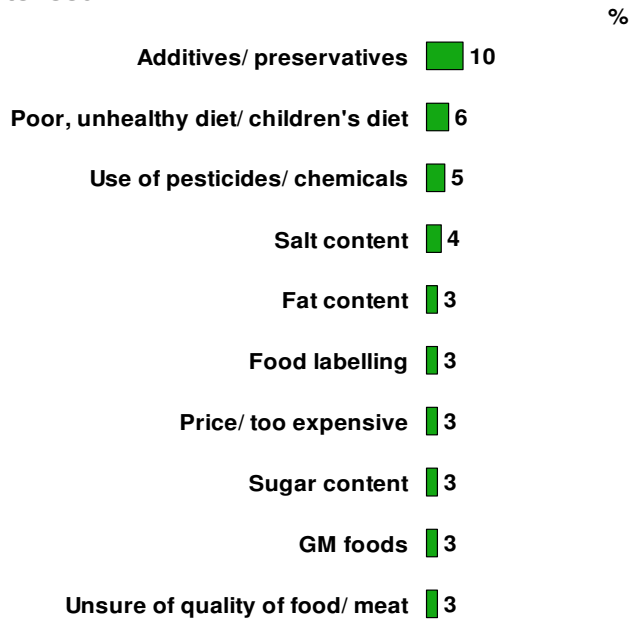 %
Additives/ preservatives 10
Poor, unhealthy diet/ children's diet 6
Use of pesticides/ chemicals 5
Salt content 4
Fat content 3
Food labelling 3
Price/ too expensive 3
Sugar content 3
GM foods 3
Unsure of quality of food/ meat 3